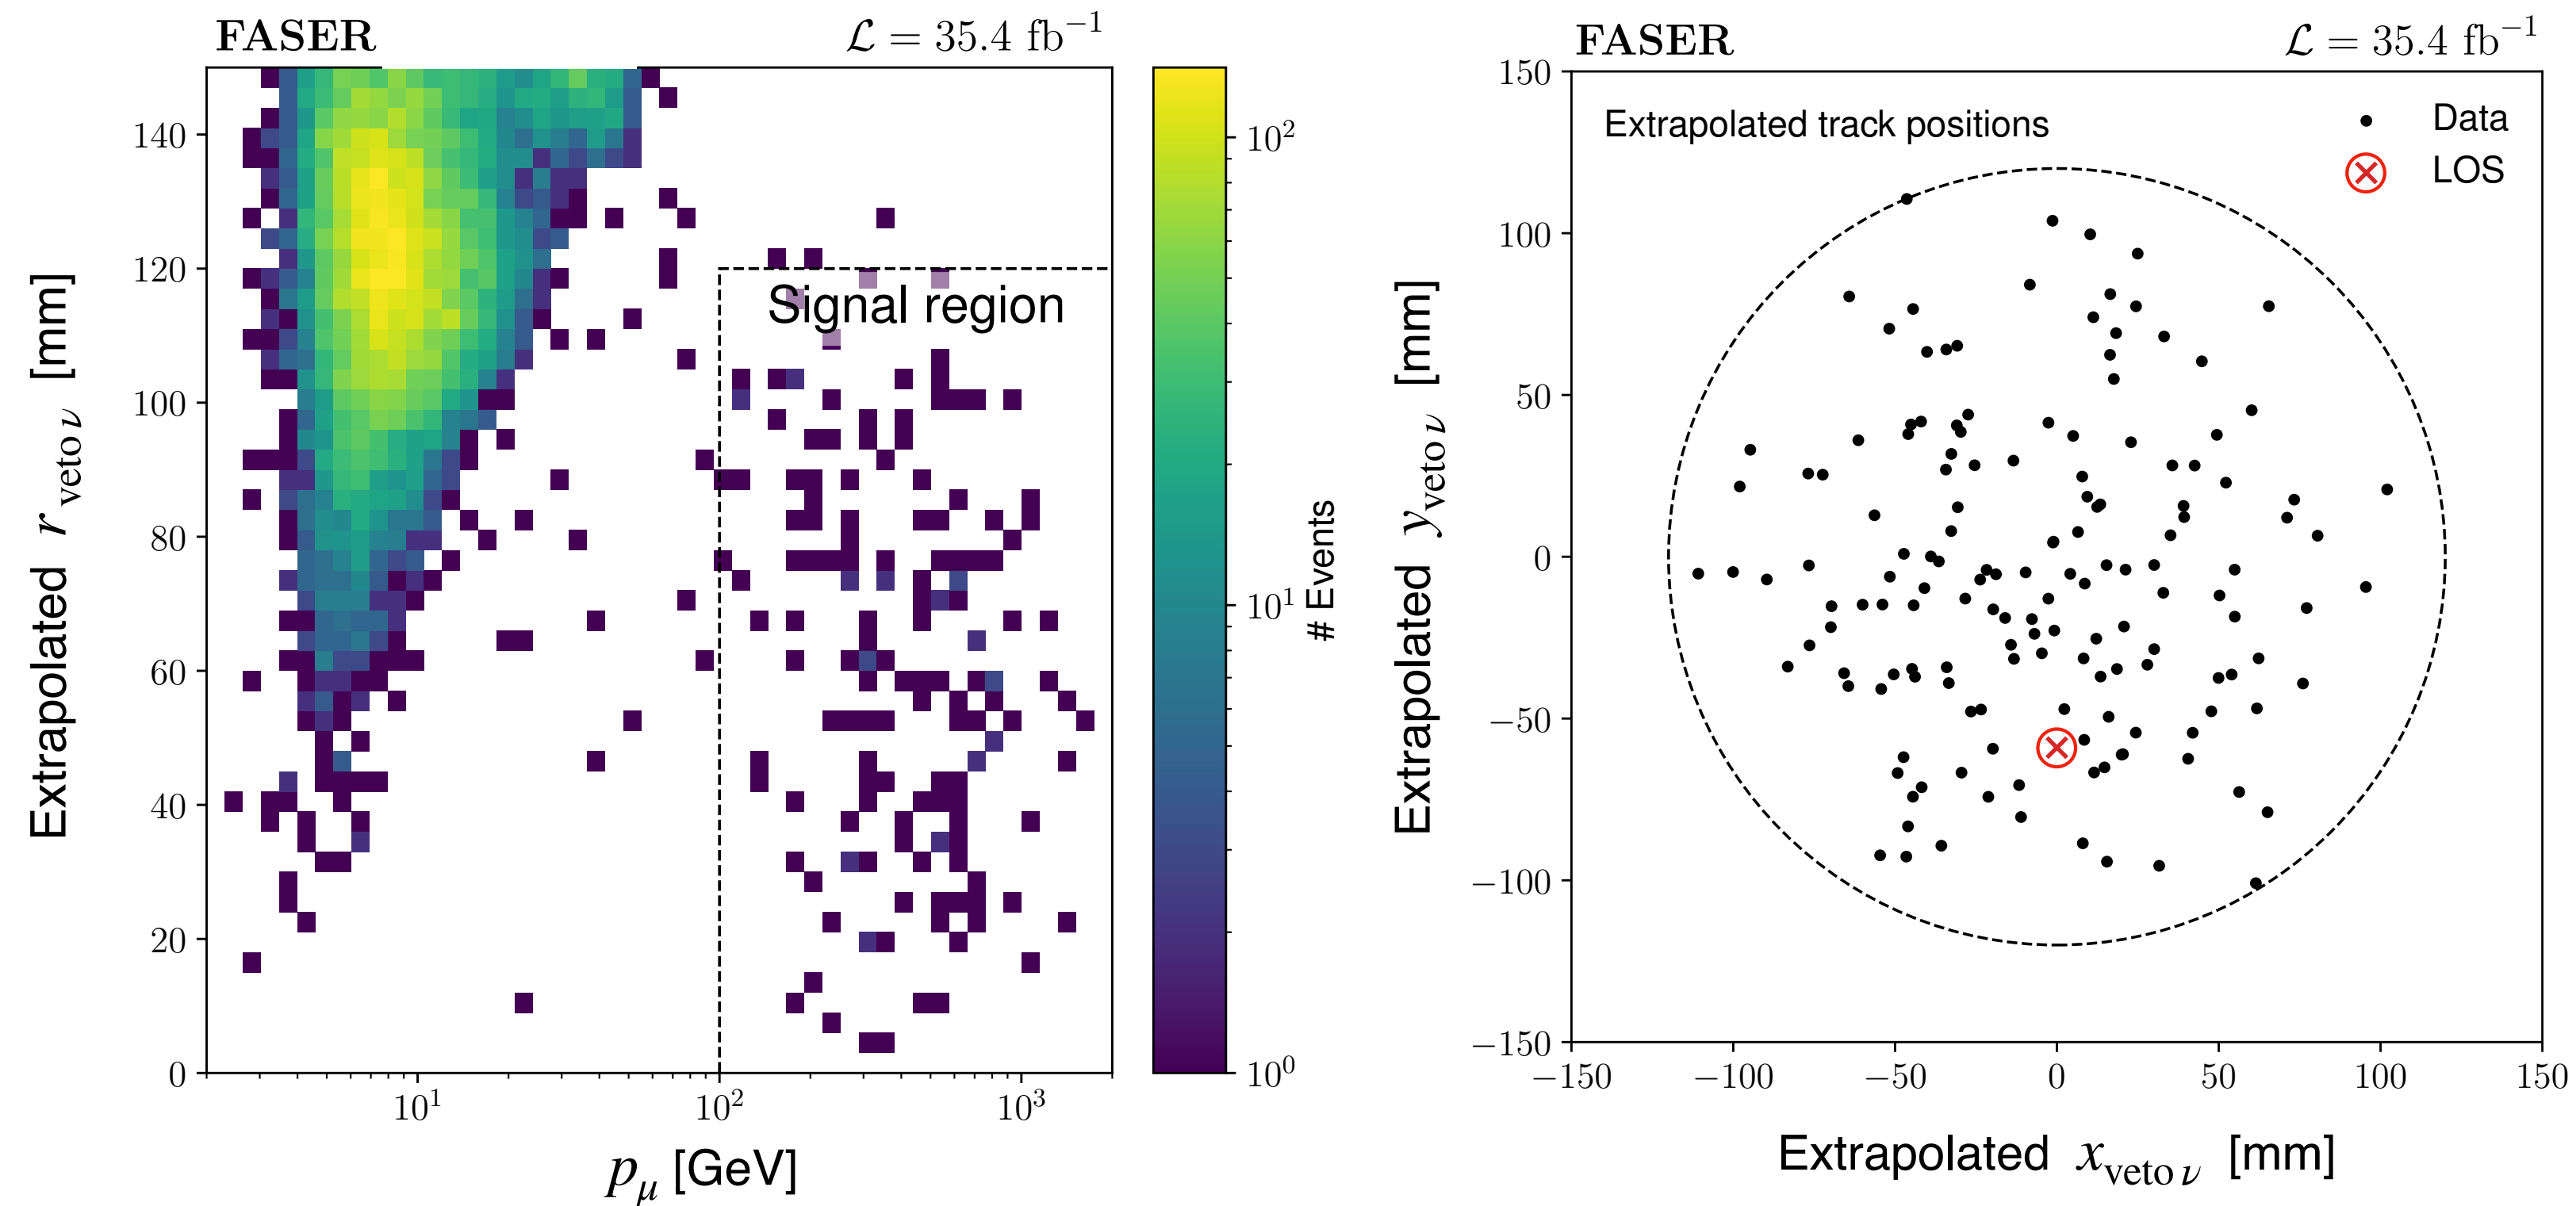 FASER
ℒ = 35.4 fb⁻¹
Extrapolated r veto ν [mm]
140
120
100
80
60
40
20
0
Signal region
10¹
10²
10³
p_μ [GeV]
10²
10¹
10⁰
# Events
FASER
ℒ = 35.4 fb⁻¹
Extrapolated track positions
Data
LOS
Extrapolated y veto ν [mm]
150
100
50
0
−50
−100
−150
−150
−100
−50
0
50
100
150
Extrapolated x veto ν [mm]